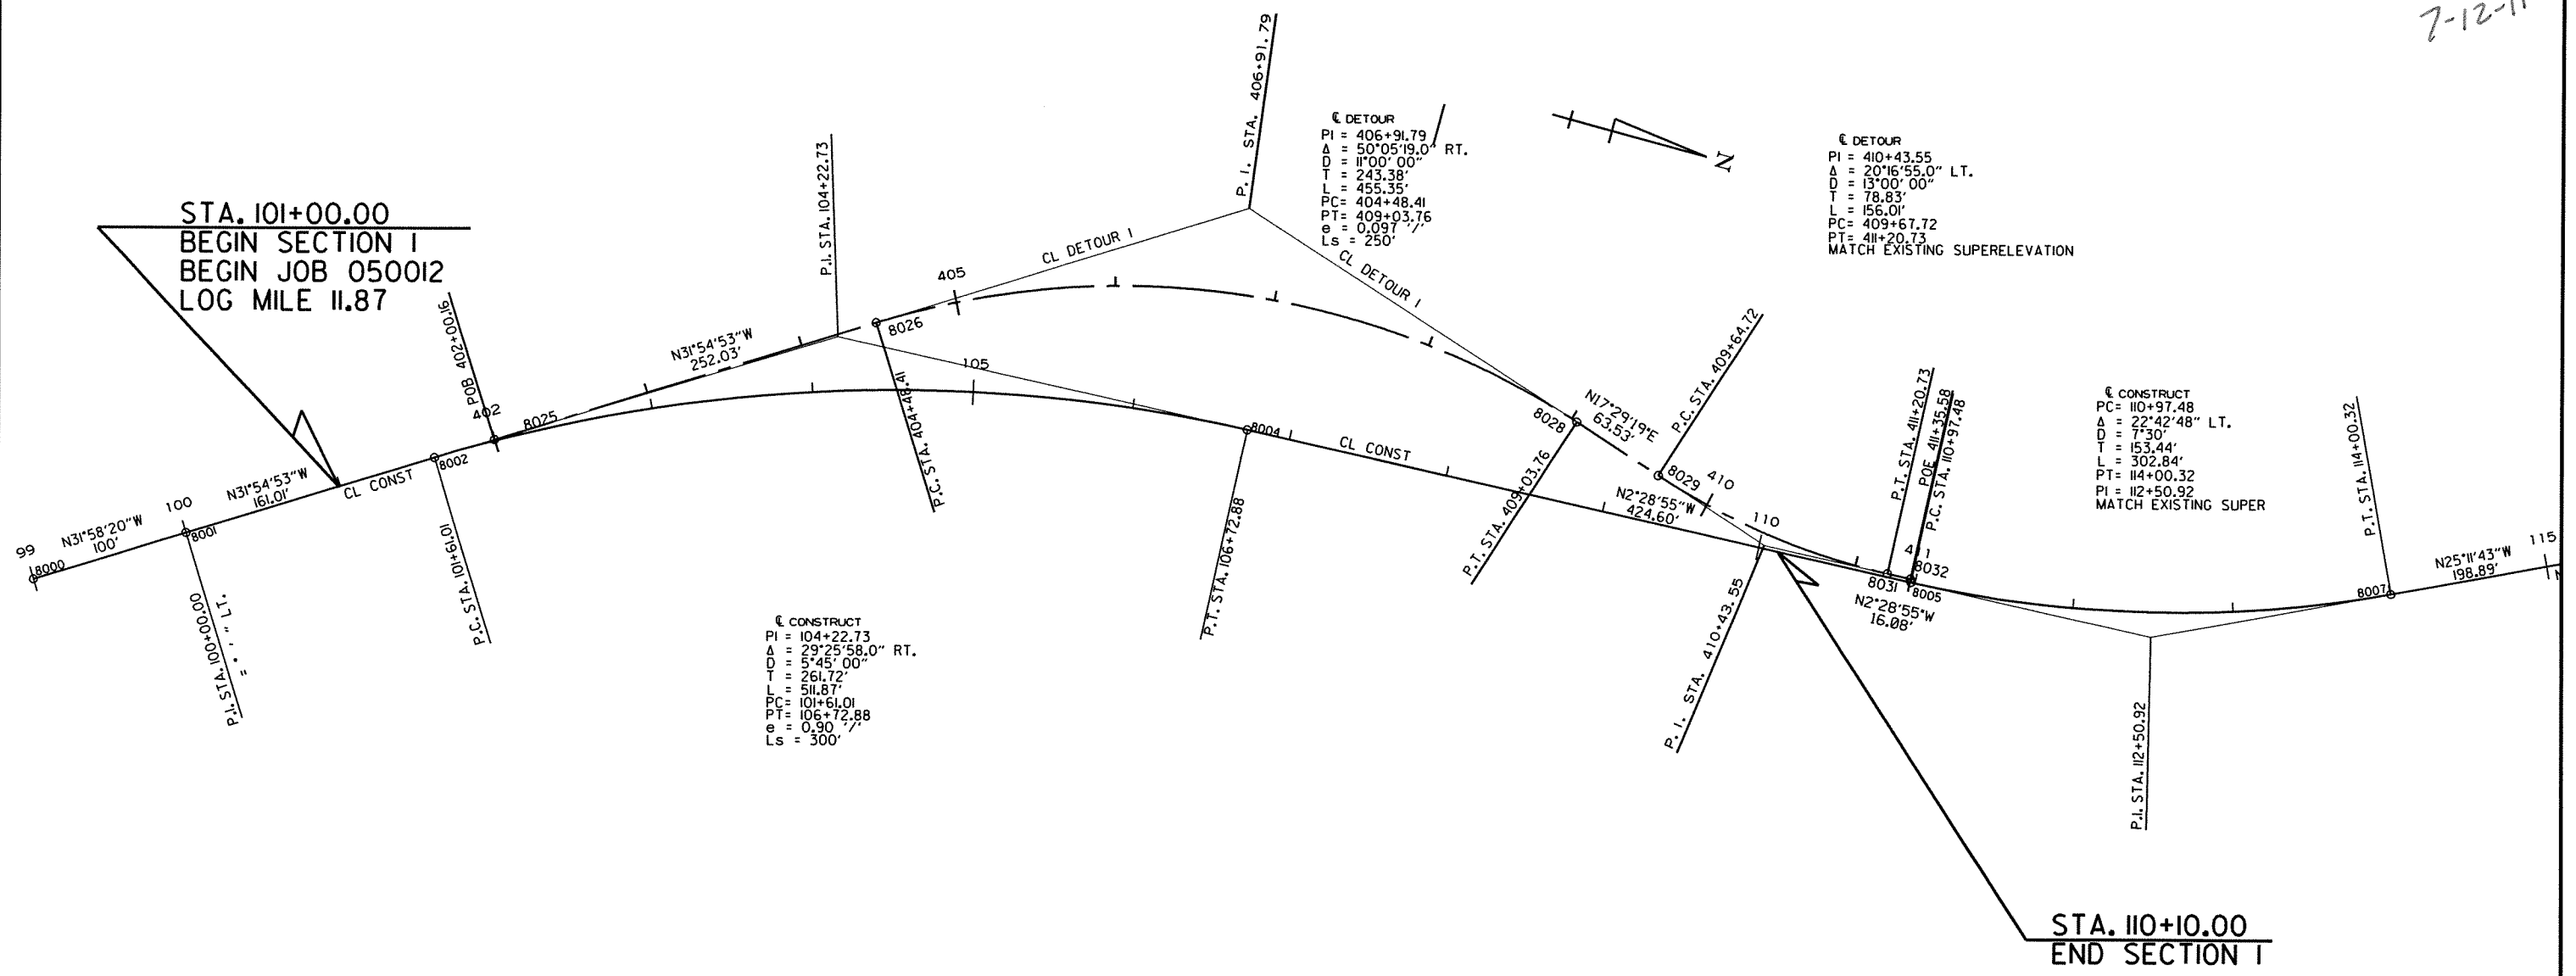 7-12-11
P.I. STA. 406+91.79
STA. 101+00.00
BEGIN SECTION 1
BEGIN JOB 050012
LOG MILE 11.87
P.I. STA. 104+22.73
℄ DETOUR
PI = 406+91.79
Δ = 50°05'19.0" RT.
D = 11°00' 00"
T = 243.38'
L = 455.35'
PC= 404+48.41
PT= 409+03.76
e = 0.097 '/'
Ls = 250'
N
℄ DETOUR
PI = 410+43.55
Δ = 20°16'55.0" LT.
D = 13°00' 00"
T = 78.83'
L = 156.01'
PC= 409+67.72
PT= 411+20.73
MATCH EXISTING SUPERELEVATION
CL DETOUR 1
CL DETOUR 1
405
8026
POB 402+00.16
402
8025
N31°54'53"W
252.03'
105
P.C. STA. 404+48.41
8004
CL CONST
8028
N17°29'19"E
63.53'
P.C. STA. 409+64.72
8029
410
P.T. STA. 409+03.76
N2°28'55"W
424.60'
110
P.T. STA. 411+20.73
POE 411+35.58
P.C. STA. 110+97.48
411
8032
8031
8005
N2°28'55"W
16.08'
℄ CONSTRUCT
PC= 110+97.48
Δ = 22°42'48" LT.
D = 7°30'
T = 153.44'
L = 302.84'
PT= 114+00.32
PI = 112+50.92
MATCH EXISTING SUPER
P.T. STA. 114+00.32
8007
N25°11'43"W
198.89'
115
N
99
8000
N31°58'20"W
100'
100
8001
N31°54'53"W
161.01'
CL CONST
8002
P.I. STA. 100+00.00
= ° ' " LT.
P.C. STA. 101+61.01
℄ CONSTRUCT
PI = 104+22.73
Δ = 29°25'58.0" RT.
D = 5°45' 00"
T = 261.72'
L = 511.87'
PC= 101+61.01
PT= 106+72.88
e = 0.90 '/'
Ls = 300'
P.T. STA. 106+72.88
P.I. STA. 410+43.55
P.I. STA. 112+50.92
STA. 110+10.00
END SECTION 1